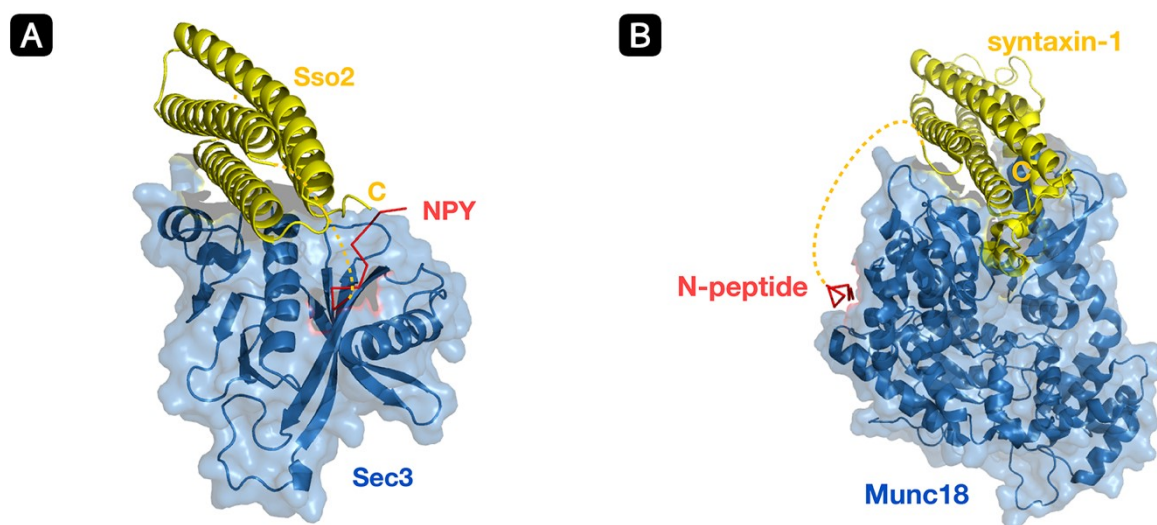 A
Sso2
C
NPY
Sec3
B
syntaxin-1
C
N-peptide
Munc18